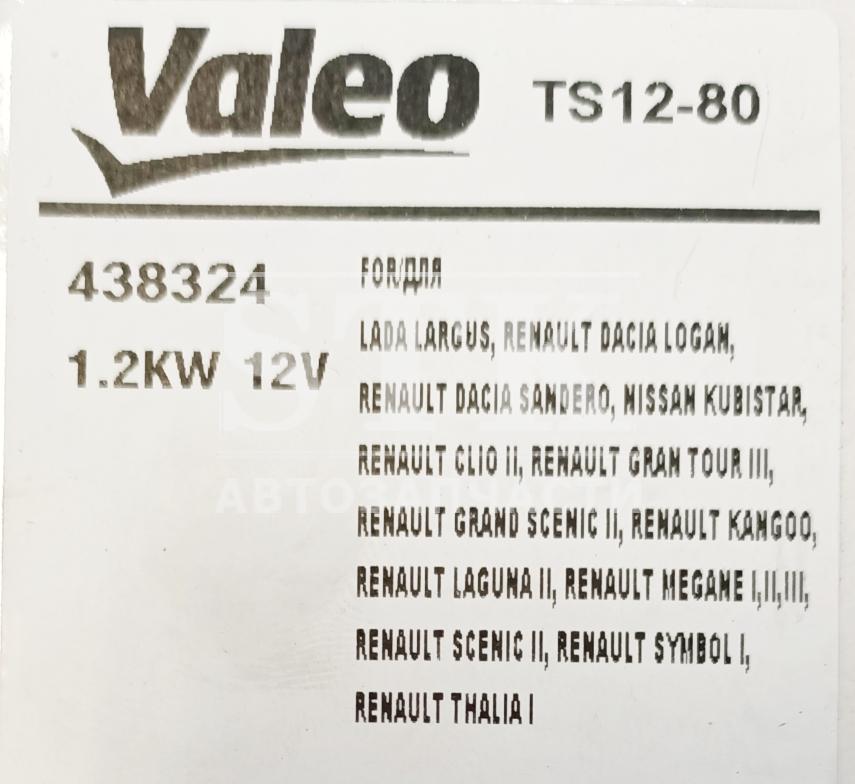 Valeo TS12-80
438324
1.2KW 12V
FOR/ДЛЯ
LADA LARGUS, RENAULT DACIA LOGAN,
RENAULT DACIA SANDERO, NISSAN KUBISTAR,
RENAULT CLIO II, RENAULT GRAN TOUR III,
RENAULT GRAND SCENIC II, RENAULT KANGOO,
RENAULT LAGUNA II, RENAULT MEGANE I,II,III,
RENAULT SCENIC II, RENAULT SYMBOL I,
RENAULT THALIA I
STK
АВТОЗАПЧАСТИ